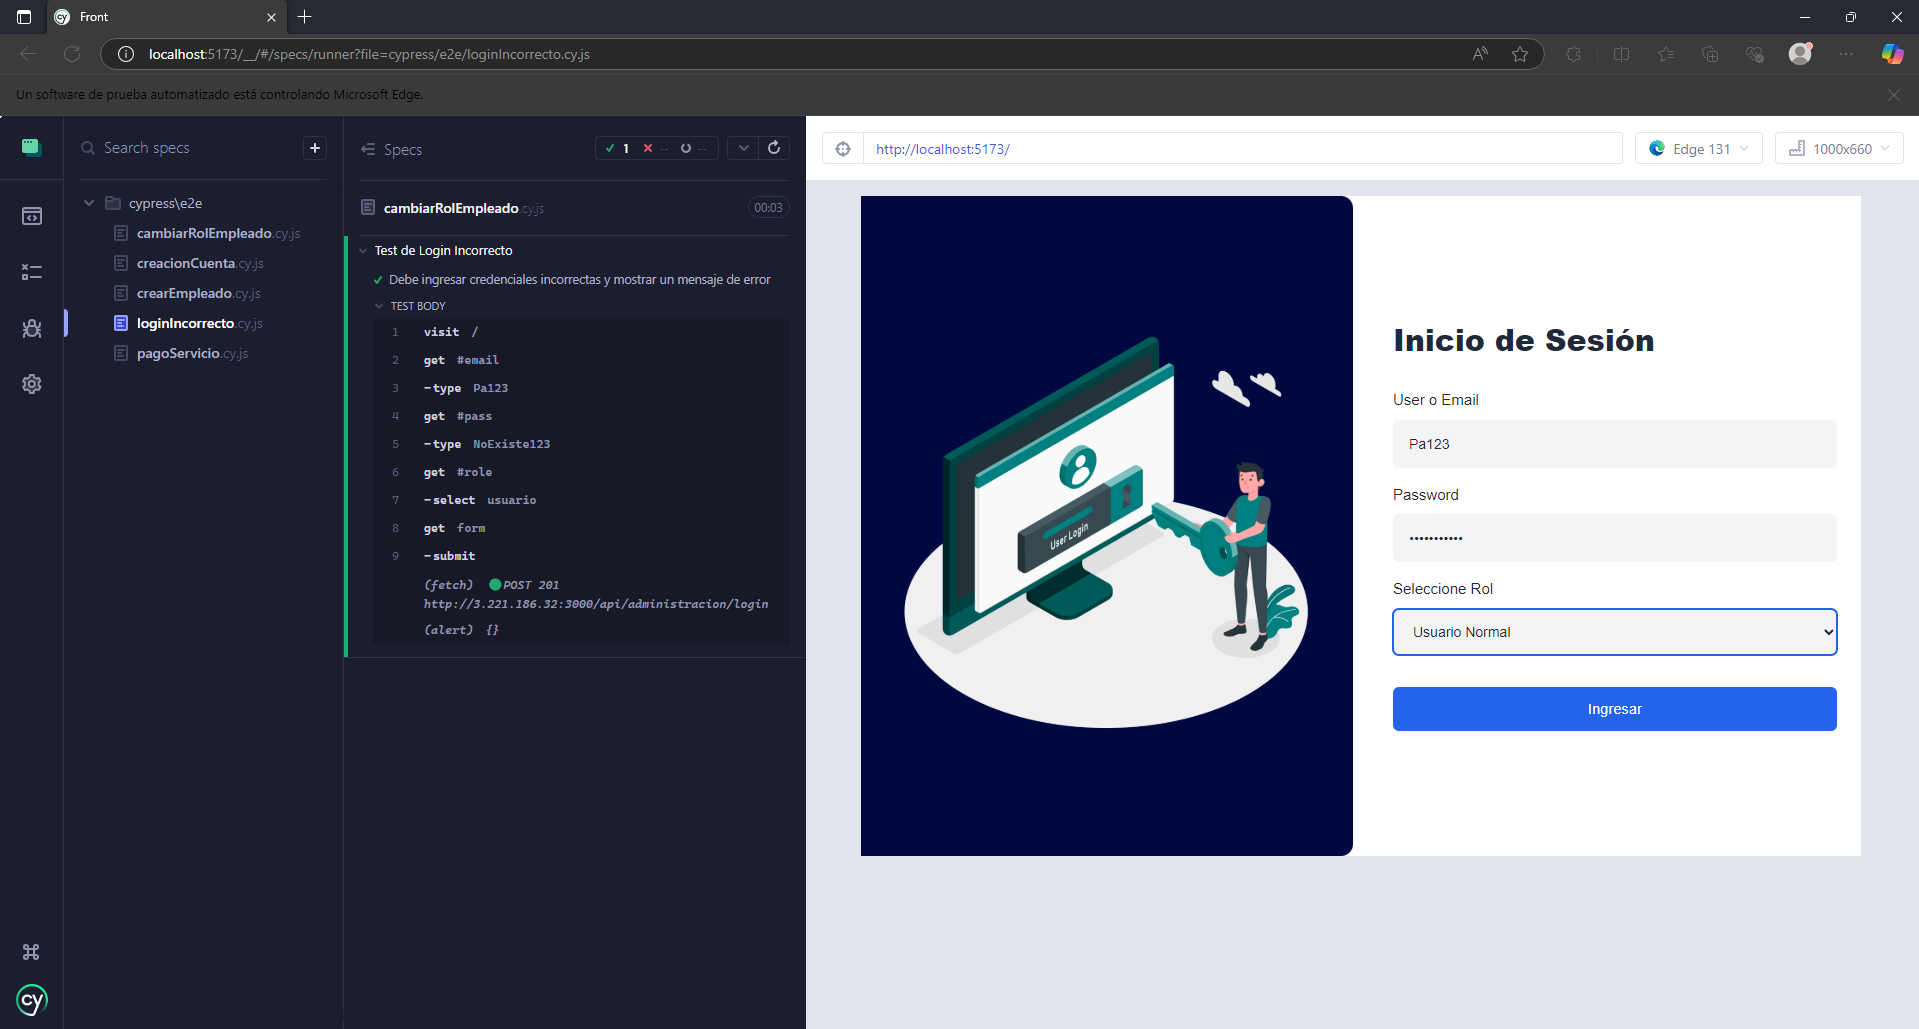 Front
localhost:5173/__/#/specs/runner?file=cypress/e2e/loginIncorrecto.cy.js
Un software de prueba automatizado está controlando Microsoft Edge.
Search specs
+
cypress\e2e
cambiarRolEmpleado.cy.js
creacionCuenta.cy.js
crearEmpleado.cy.js
loginIncorrecto.cy.js
pagoServicio.cy.js
cy
Specs
1 -- --
cambiarRolEmpleado.cy.js
00:03
Test de Login Incorrecto
Debe ingresar credenciales incorrectas y mostrar un mensaje de error
TEST BODY
1 visit /
2 get #email
3 -type Pa123
4 get #pass
5 -type NoExiste123
6 get #role
7 -select usuario
8 get form
9 -submit
(fetch) POST 201
http://3.221.186.32:3000/api/administracion/login
(alert) {}
http://localhost:5173/
Edge 131
1000x660
User Login
Inicio de Sesión
User o Email
Pa123
Password
•••••••••••
Seleccione Rol
Usuario Normal
Ingresar